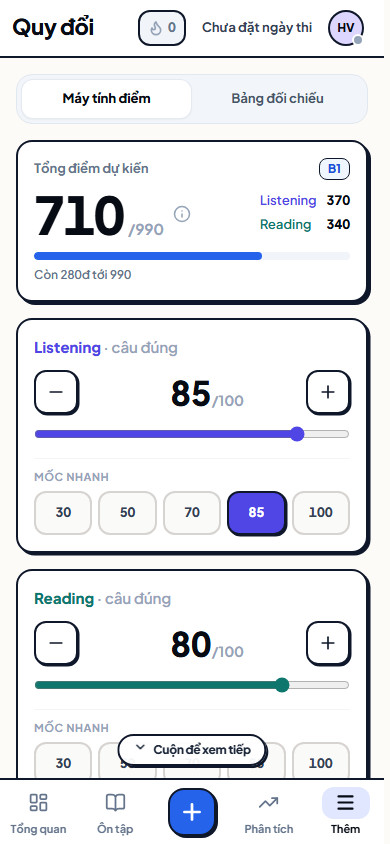 Quy đổi
0
Chưa đặt ngày thi
HV
Máy tính điểm
Bảng đối chiếu
Tổng điểm dự kiến
B1
710 /990
Listening 370
Reading 340
Còn 280đ tới 990
Listening · câu đúng
85 /100
MỐC NHANH
30 50 70 85 100
Reading · câu đúng
80 /100
MỐC NHANH
30 100
Cuộn để xem tiếp
Tổng quan
Ôn tập
Phân tích
Thêm